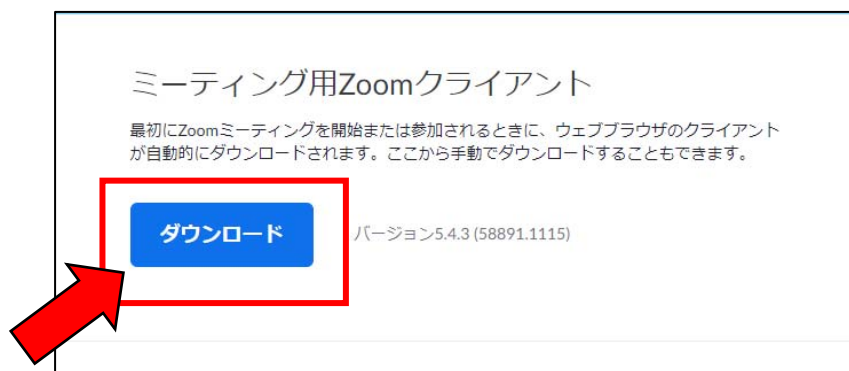 ミーティング用Zoomクライアント
最初にZoomミーティングを開始または参加されるときに、ウェブブラウザのクライアント
が自動的にダウンロードされます。ここから手動でダウンロードすることもできます。
ダウンロード
バージョン5.4.3 (58891.1115)